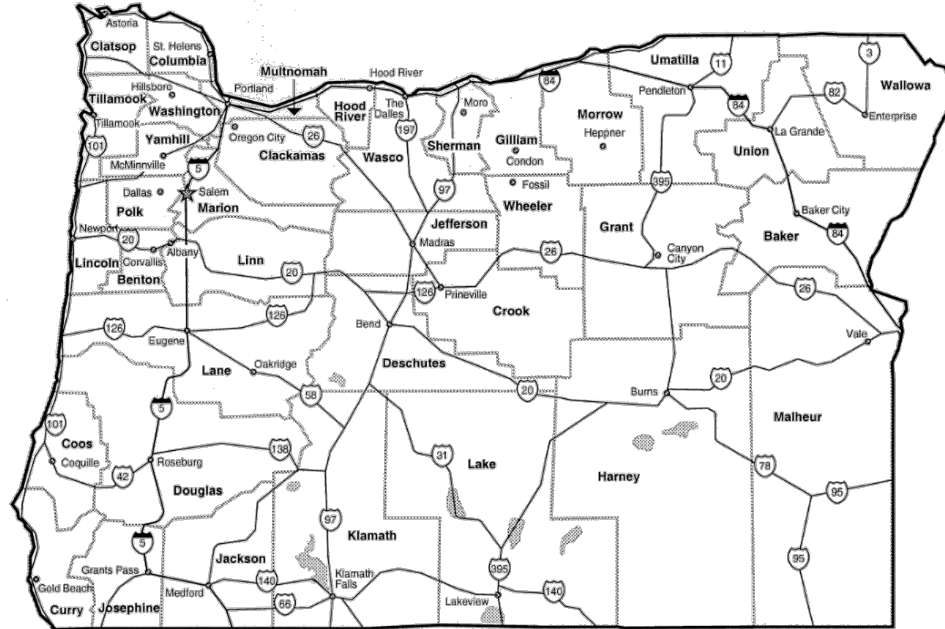 Astoria
Clatsop
St. Helens
Columbia
Multnomah
Hood River
Umatilla
11
3
Wallowa
Hillsboro
Portland
84
Pendleton
82
Tillamook
Washington
Hood
River
The
Dalles
Moro
Morrow
84
Enterprise
Tillamook
Oregon City
26
197
Sherman
Gilliam
Heppner
La Grande
101
Yamhill
Clackamas
Wasco
Condon
Union
McMinnville
5
97
Fossil
395
Dallas
Salem
Wheeler
Polk
Marion
Jefferson
Grant
Baker City
Newport
20
Madras
26
Canyon
City
Baker
84
Lincoln
Corvallis
Albany
Linn
20
Benton
126
Prineville
26
126
126
Crook
Eugene
Bend
Vale
Lane
Oakridge
Deschutes
58
20
Burns
20
5
Malheur
101
Coos
138
31
Lake
Coquille
42
Roseburg
Harney
78
Douglas
95
97
Klamath
5
Jackson
95
Grants Pass
140
Klamath
Falls
395
Gold Beach
Medford
66
Lakeview
140
Curry
Josephine